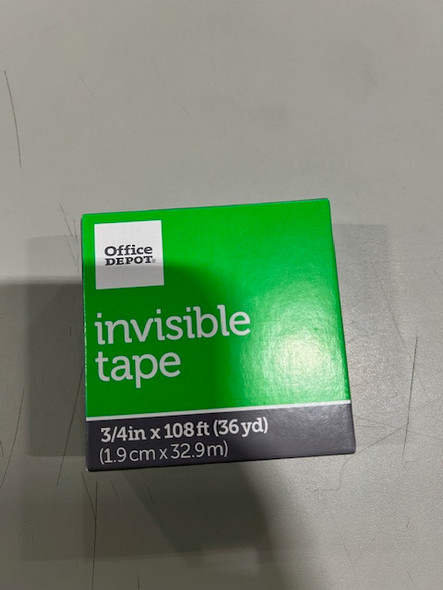 Office
DEPOT
invisible
tape
3/4in x 108 ft (36 yd)
(1.9 cm x 32.9 m)